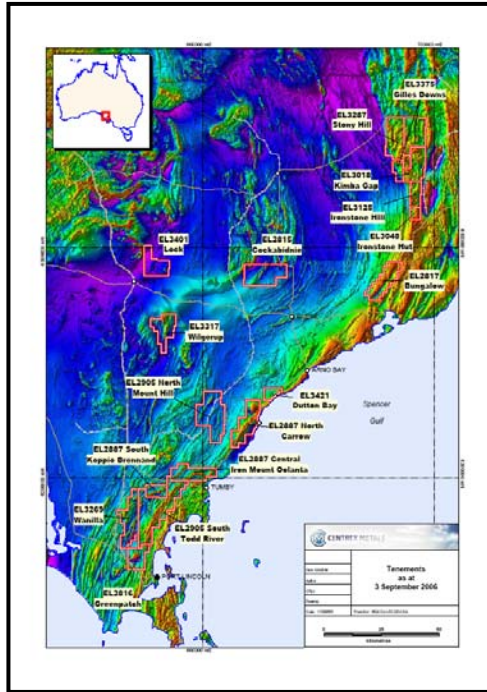 EL3375
Gilles Downs
EL3287
Stony Hill
EL3018
Kimba Gap
EL3125
Ironstone Hill
EL3048
Ironstone Hut
EL2817
Bungalow
EL3401
Lock
EL2815
Cockabidnie
EL3317
Wilgerup
EL2905 North
Mount Hill
ARNO BAY
Spencer
Gulf
EL3421
Dutton Bay
EL2887 North
Carrow
EL2887 South
Koppio Brennand
EL2887 Central
Iron Mount Oolanta
TUMBY
EL3269
Wanilla
EL2905 South
Todd River
PORT LINCOLN
EL2816
Greenpatch
CENTREX METALS
Tenements
as at
3 September 2006